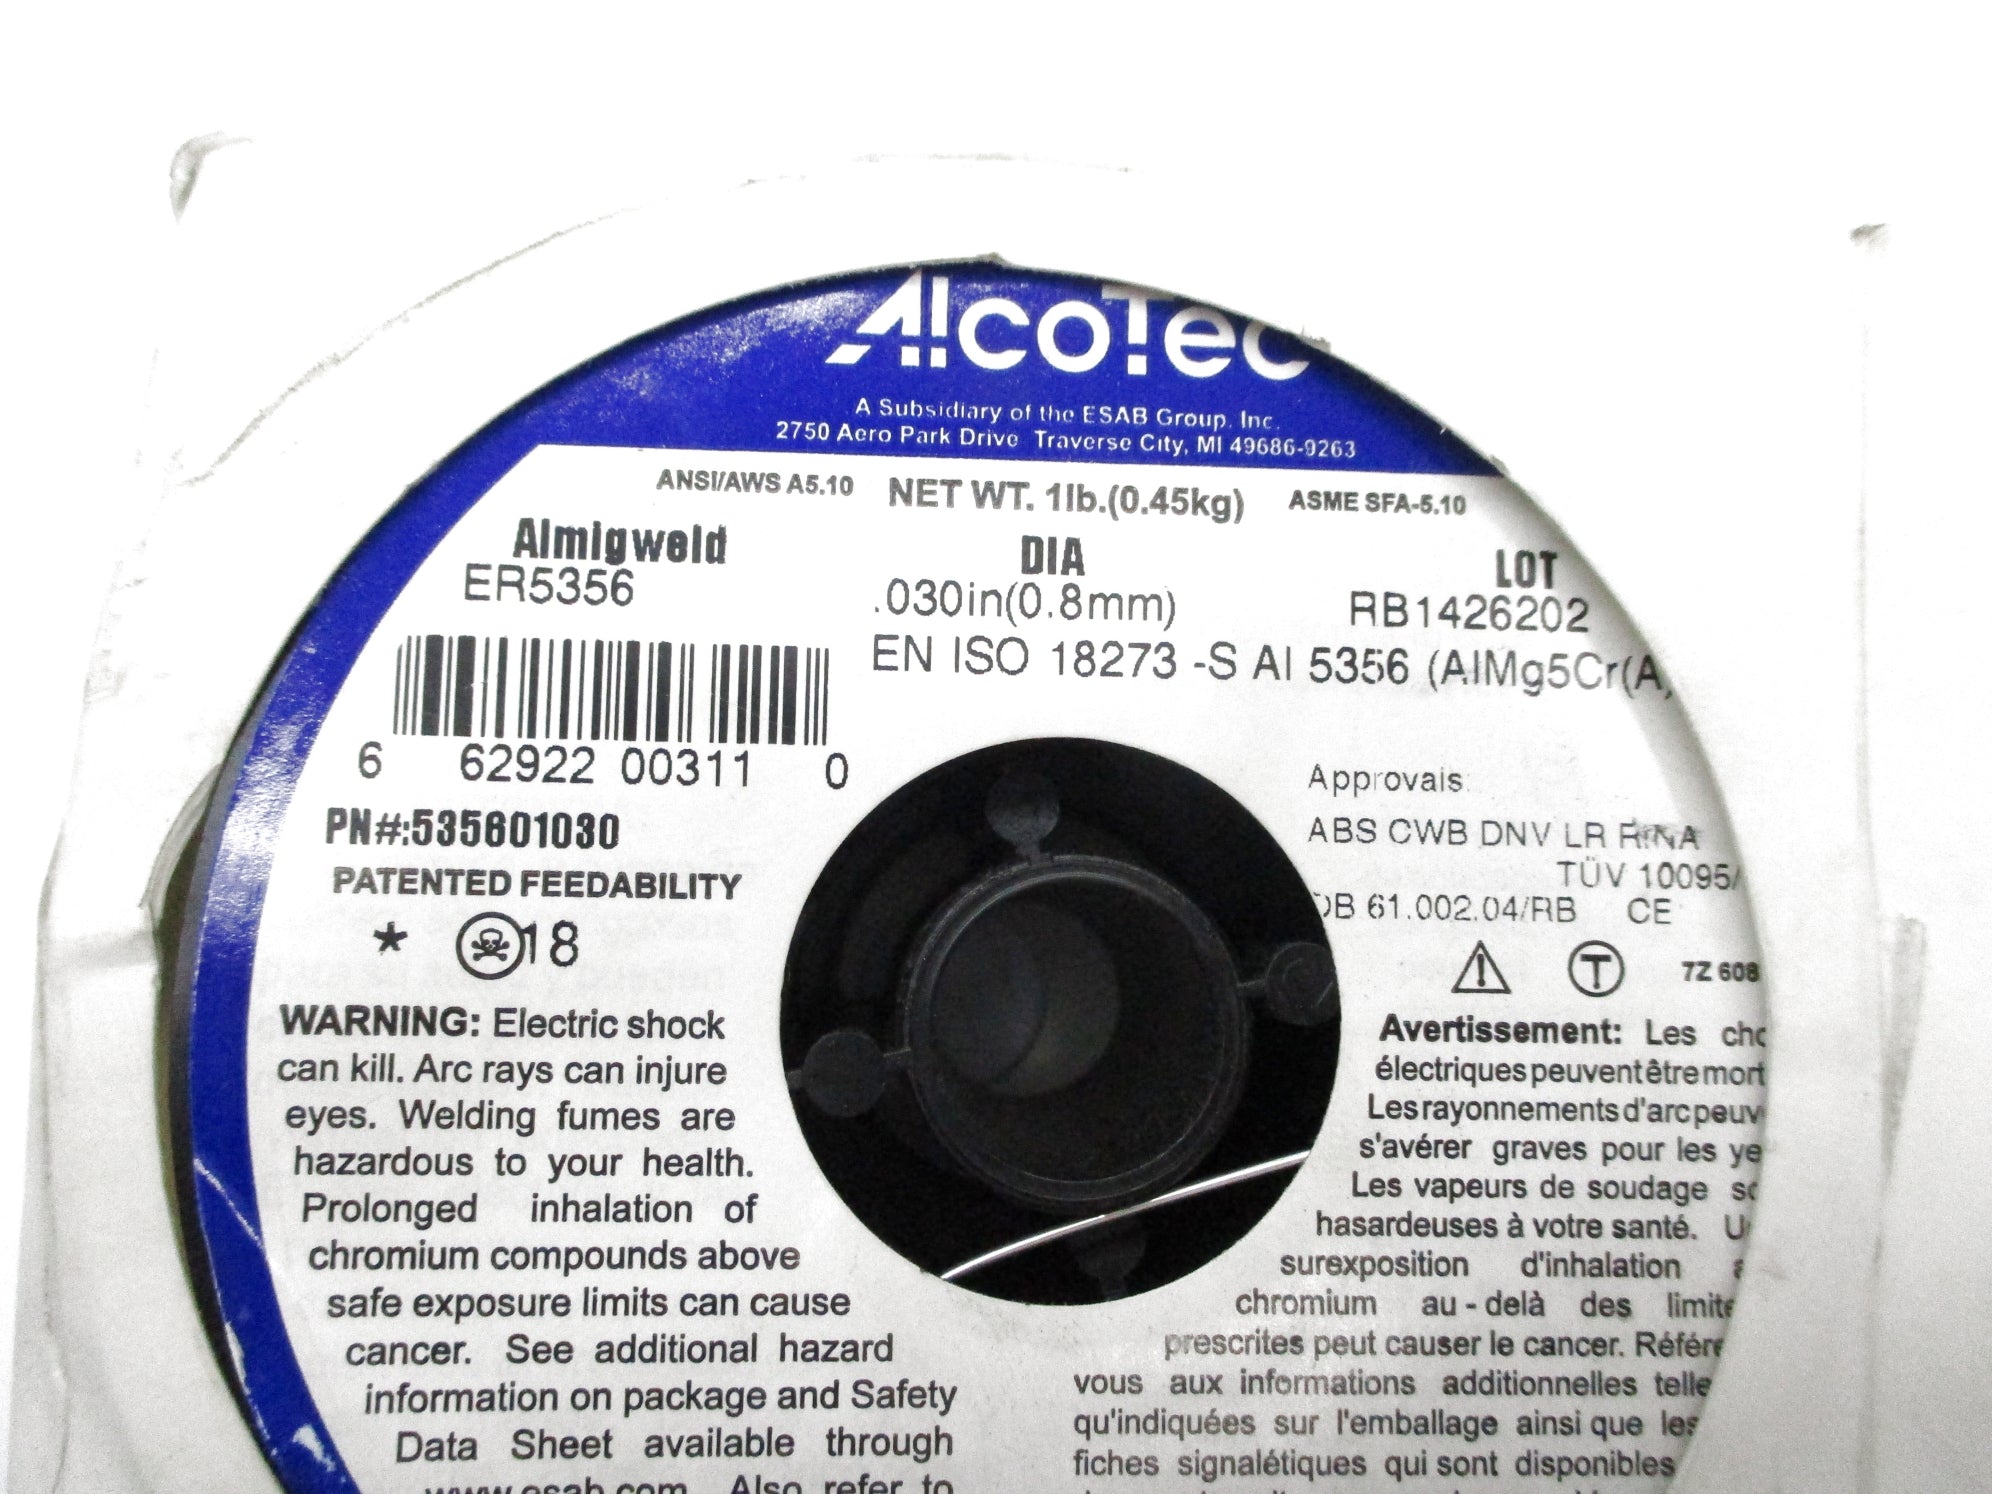 AlcoTec
A Subsidiary of the ESAB Group, Inc.
2750 Aero Park Drive Traverse City, MI 49686-9263
ANSI/AWS A5.10 NET WT. 1lb.(0.45kg) ASME SFA-5.10
Almigweld DIA LOT
ER5356 .030in(0.8mm) RB1426202
EN ISO 18273 -S Al 5356 (AlMg5Cr(A
6 62922 00311 0
PN#:535601030
PATENTED FEEDABILITY
* 18
WARNING: Electric shock
can kill. Arc rays can injure
eyes. Welding fumes are
hazardous to your health.
Prolonged inhalation of
chromium compounds above
safe exposure limits can cause
cancer. See additional hazard
information on package and Safety
Data Sheet available through
www.esab.com. Also refer to
Approvals:
ABS CWB DNV LR RINA
TÜV 10095/
DB 61.002.04/RB CE
T 7Z 608
Avertissement: Les
électriques peuvent être
Les rayonnements d'arc
s'avérer graves pour les
Les vapeurs de soudage
hasardeuses à votre santé.
surexposition d'inhalation
chromium au-delà des
prescrites peut causer le cancer.
vous aux informations additionnelles
qu'indiquées sur l'emballage ainsi que les
fiches signalétiques qui sont disponibles